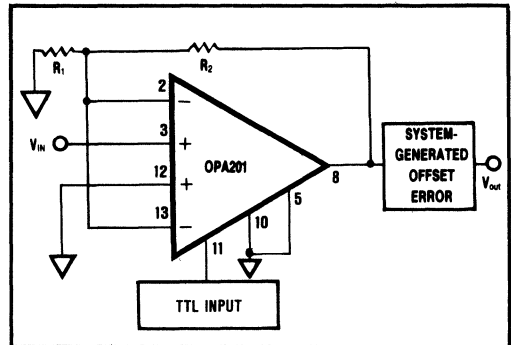 R₁
R₂
2
−
VIN
3
+
OPA201
12
+
13
−
8
5
10
11
SYSTEM-
GENERATED
OFFSET
ERROR
Vout
TTL INPUT